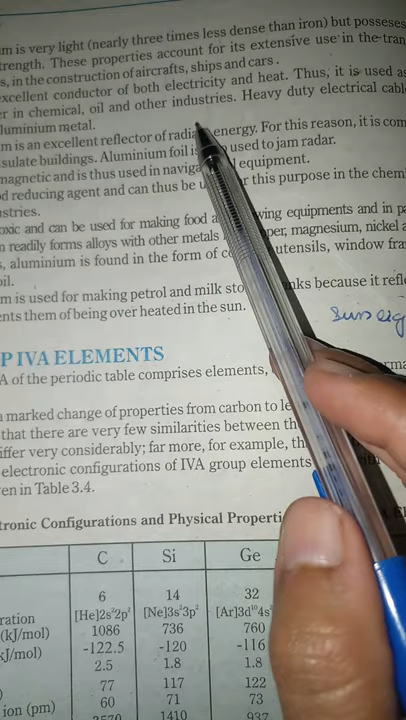 m is very light (nearly three times less dense than iron) but posseses
trength. These properties account for its extensive use in the tran
s, in the construction of aircrafts, ships and cars.
excellent conductor of both electricity and heat. Thus, it is used as
er in chemical, oil and other industries. Heavy duty electrical cabl
luminium metal.
m is an excellent reflector of radia energy. For this reason, it is com
sulate buildings. Aluminium foil i used to jam radar.
magnetic and is thus used in naviga l equipment.
d reducing agent and can thus be u r this purpose in the chemi
stries.
oxic and can be used for making food a wing equipments and in pa
n readily forms alloys with other metals per, magnesium, nickel a
s, aluminium is found in the form of c utensils, window fra
oil.
m is used for making petrol and milk sto nks because it refle
ents them of being over heated in the sun.
P IVA ELEMENTS
A of the periodic table comprises elements, erma
a marked change of properties from carbon to le
that there are very few similarities between th
iffer very considerably; far more, for example, th
electronic configurations of IVA group elements
en in Table 3.4.
tronic Configurations and Physical Properti
C Si Ge
6 14 32
ration [He]2s²2p² [Ne]3s²3p² [Ar]3d¹⁰4s²
(kJ/mol) 1086 736 760
kJ/mol) -122.5 -120 -116
2.5 1.8 1.8
) 77 117 122
ion (pm) 60 71 73
3570 1410 937